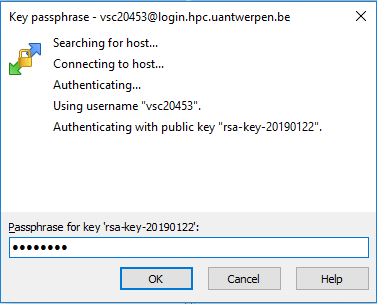 Key passphrase - vsc20453@login.hpc.uantwerpen.be
Searching for host...
Connecting to host...
Authenticating...
Using username "vsc20453".
Authenticating with public key "rsa-key-20190122".
Passphrase for key 'rsa-key-20190122':
●●●●●●●●
OK
Cancel
Help